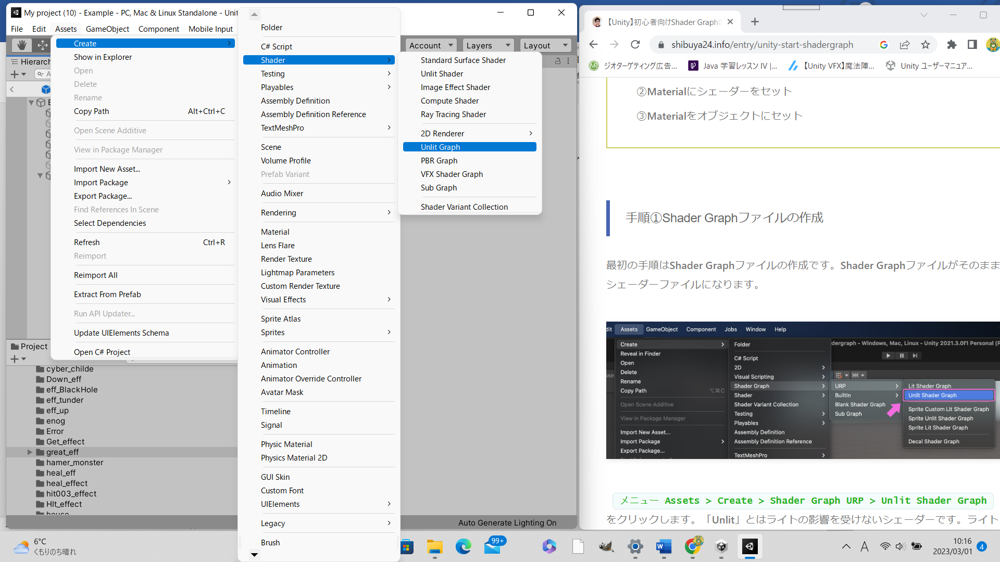 My project (10) - Example - PC, Mac & Linux Standalone - Unit
File Edit Assets GameObject Component Mobile Input
Account Layers Layout
Hierarch
Create
Show in Explorer
Open
Delete
Rename
Copy Path Alt+Ctrl+C
Open Scene Additive
View in Package Manager
Import New Asset...
Import Package
Export Package...
Find References In Scene
Select Dependencies
Refresh Ctrl+R
Reimport
Reimport All
Extract From Prefab
Run API Updater...
Update UIElements Schema
Open C# Project
Folder
C# Script
Shader
Testing
Playables
Assembly Definition
Assembly Definition Reference
TextMeshPro
Scene
Volume Profile
Prefab Variant
Audio Mixer
Rendering
Material
Lens Flare
Render Texture
Lightmap Parameters
Custom Render Texture
Visual Effects
Sprite Atlas
Sprites
Animator Controller
Animation
Animator Override Controller
Avatar Mask
Timeline
Signal
Physic Material
Physics Material 2D
GUI Skin
Custom Font
UIElements
Legacy
Brush
Standard Surface Shader
Unlit Shader
Image Effect Shader
Compute Shader
Ray Tracing Shader
2D Renderer
Unlit Graph
PBR Graph
VFX Shader Graph
Sub Graph
Shader Variant Collection
Project
cyber_childe
Down_eff
eff_BlackHole
eff_tunder
eff_up
enog
Error
Get_effect
great_eff
hamer_monster
heal_eff
heal_effect
hit003_effect
HIt_effect
house
Auto Generate Lighting On
【Unity】初心者向けShader Graphの
shibuya24.info/entry/unity-start-shadergraph
ジオターゲティング広告...
Java 学習レッスン IV |...
【Unity VFX】魔法陣...
Unity ユーザーマニュア...
②Materialにシェーダーをセット
③Materialをオブジェクトにセット
手順①Shader Graphファイルの作成
最初の手順はShader Graphファイルの作成です。Shader Graphファイルがそのまま
シェーダーファイルになります。
dit Assets GameObject Component Jobs Window Help
dergraph - Windows, Mac, Linux - Unity 2021.3.0f1 Personal (P
Create
Reveal in Finder
Open
Delete
Rename
Copy Path ⌥⌘C
Open Scene Additive
View in Package Manager
Import New Asset...
Import Package
Export Package...
Folder
C# Script
2D
Visual Scripting
Shader Graph
Shader
Shader Variant Collection
Testing
Playables
Assembly Definition
Assembly Definition Reference
TextMeshPro
URP
BuiltIn
Blank Shader Graph
Sub Graph
Lit Shader Graph
Unlit Shader Graph
Sprite Custom Lit Shader Graph
Sprite Unlit Shader Graph
Sprite Lit Shader Graph
Decal Shader Graph
メニュー Assets > Create > Shader Graph URP > Unlit Shader Graph
をクリックします。「Unlit」とはライトの影響を受けないシェーダーです。ライト
6°C
くもりのち晴れ
99+
A
10:16
2023/03/01
4